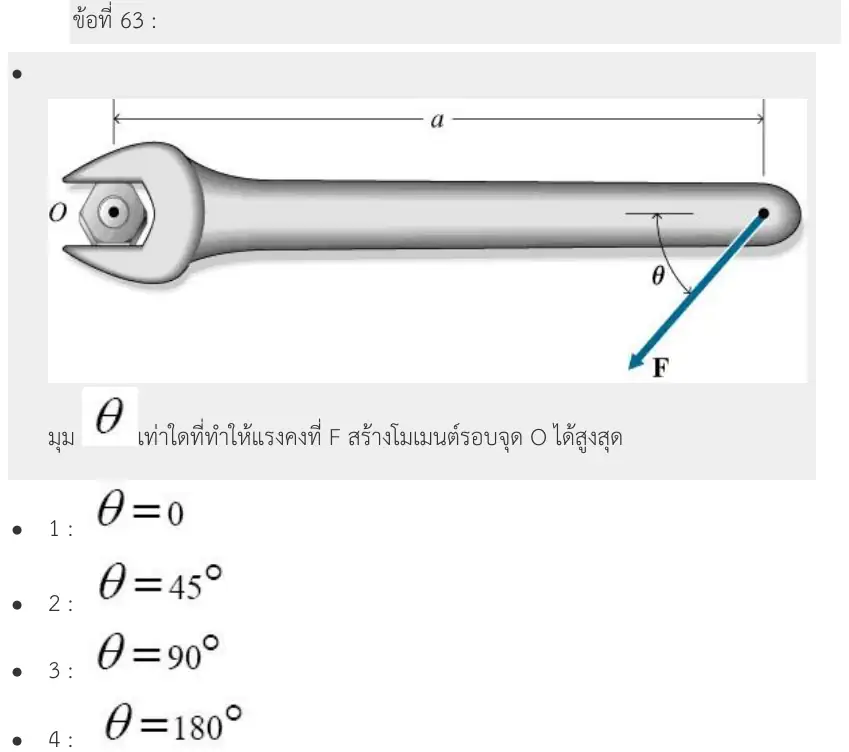 ข้อที่ 63 :
a
O
θ
F
มุม θ เท่าใดที่ทำให้แรงคงที่ F สร้างโมเมนต์รอบจุด O ได้สูงสุด
1 : θ = 0
2 : θ = 45°
3 : θ = 90°
4 : θ = 180°